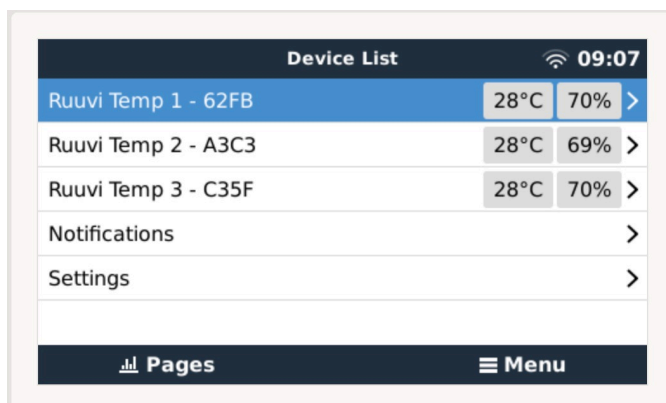 Device List 09:07
Ruuvi Temp 1 - 62FB 28°C 70%
Ruuvi Temp 2 - A3C3 28°C 69%
Ruuvi Temp 3 - C35F 28°C 70%
Notifications
Settings
Pages Menu